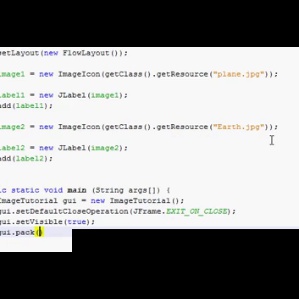 setLayout(new FlowLayout());
image1 = new ImageIcon(getClass().getResource("plane.jpg"));
label1 = new JLabel(image1);
add(label1);
image2 = new ImageIcon(getClass().getResource("Earth.jpg"));
label2 = new JLabel(image2);
add(label2);
ic static void main (String args[]) {
ImageTutorial gui = new ImageTutorial();
gui.setDefaultCloseOperation(JFrame.EXIT_ON_CLOSE);
gui.setVisible(true);
gui.pack()